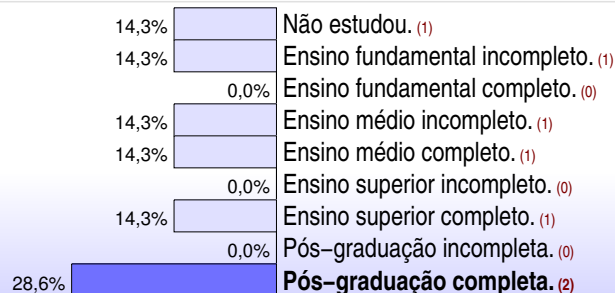 14,3% Não estudou. (1)
14,3% Ensino fundamental incompleto. (1)
0,0% Ensino fundamental completo. (0)
14,3% Ensino médio incompleto. (1)
14,3% Ensino médio completo. (1)
0,0% Ensino superior incompleto. (0)
14,3% Ensino superior completo. (1)
0,0% Pós−graduação incompleta. (0)
28,6% Pós−graduação completa. (2)